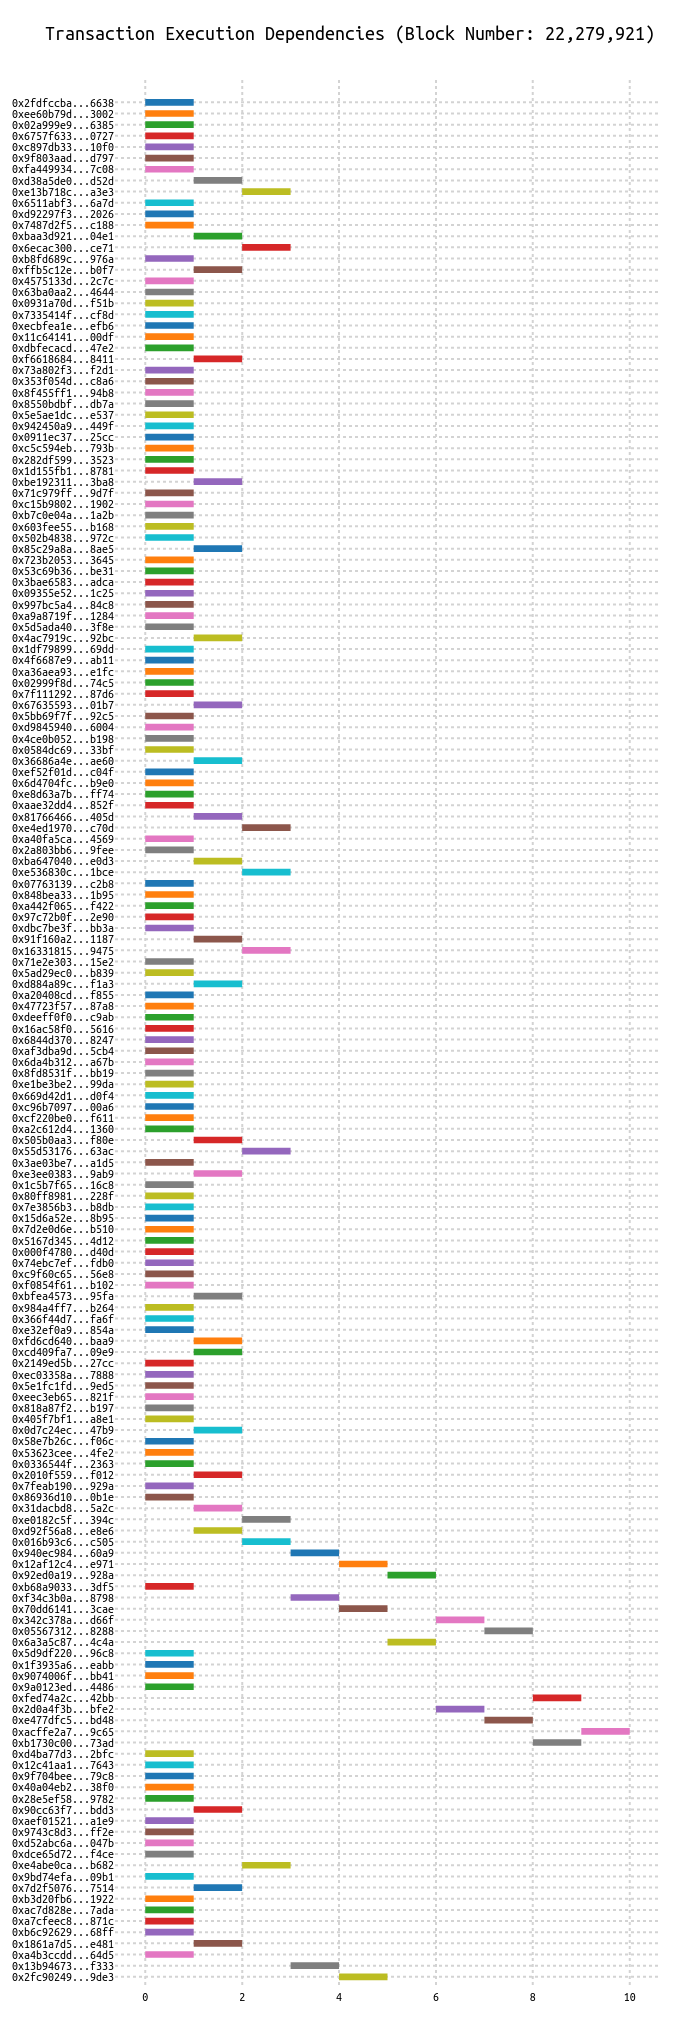 Transaction Execution Dependencies (Block Number: 22,279,921)
0x2fdfccba...6638
0xee60b79d...3002
0x02a999e9...6385
0x6757f633...0727
0xc897db33...10f0
0x9f803aad...d797
0xfa449934...7c08
0xd38a5de0...d52d
0xe13b718c...a3e3
0x6511abf3...6a7d
0xd92297f3...2026
0x7487d2f5...c188
0xbaa3d921...04e1
0x6ecac300...ce71
0xb8fd689c...976a
0xffb5c12e...b0f7
0x4575133d...2c7c
0x63ba0aa2...4644
0x0931a70d...f51b
0x7335414f...cf8d
0xecbfea1e...efb6
0x11c64141...00df
0xdbfecacd...47e2
0xf6618684...8411
0x73a802f3...f2d1
0x353f054d...c8a6
0x8f455ff1...94b8
0x8550bdbf...db7a
0x5e5ae1dc...e537
0x942450a9...449f
0x0911ec37...25cc
0xc5c594eb...793b
0x282df599...3523
0x1d155fb1...8781
0xbe192311...3ba8
0x71c979ff...9d7f
0xc15b9802...1902
0xb7c0e04a...1a2b
0x603fee55...b168
0x502b4838...972c
0x85c29a8a...8ae5
0x723b2053...3645
0x53c69b36...be31
0x3bae6583...adca
0x09355e52...1c25
0x997bc5a4...84c8
0xa9a8719f...1284
0x5d5ada40...3f8e
0x4ac7919c...92bc
0x1df79899...69dd
0x4f6687e9...ab11
0xa36aea93...e1fc
0x02999f8d...74c5
0x7f111292...87d6
0x67635593...01b7
0x5bb69f7f...92c5
0xd9845940...6004
0x4ce0b052...b198
0x0584dc69...33bf
0x36686a4e...ae60
0xef52f01d...c04f
0x6d4704fc...b9e0
0xe8d63a7b...ff74
0xaae32dd4...852f
0x81766466...405d
0xe4ed1970...c70d
0xa40fa5ca...4569
0x2a803bb6...9fee
0xba647040...e0d3
0xe536830c...1bce
0x07763139...c2b8
0x848bea33...1b95
0xa442f065...f422
0x97c72b0f...2e90
0xdbc7be3f...bb3a
0x91f160a2...1187
0x16331815...9475
0x71e2e303...15e2
0x5ad29ec0...b839
0xd884a89c...f1a3
0xa20408cd...f855
0x47723f57...87a8
0xdeeff0f0...c9ab
0x16ac58f0...5616
0x6844d370...8247
0xaf3dba9d...5cb4
0x6da4b312...a67b
0x8fd8531f...bb19
0xe1be3be2...99da
0x669d42d1...d0f4
0xc96b7097...00a6
0xcf220be0...f611
0xa2c612d4...1360
0x505b0aa3...f80e
0x55d53176...63ac
0x3ae03be7...a1d5
0xe3ee0383...9ab9
0x1c5b7f65...16c8
0x80ff8981...228f
0x7e3856b3...b8db
0x15d6a52e...8b95
0x7d2e0d6e...b510
0x5167d345...4d12
0x000f4780...d40d
0x74ebc7ef...fdb0
0xc9f60c65...56e8
0xf0854f61...b102
0xbfea4573...95fa
0x984a4ff7...b264
0x366f44d7...fa6f
0xe32ef0a9...854a
0xfd6cd640...baa9
0xcd409fa7...09e9
0x2149ed5b...27cc
0xec03358a...7888
0x5e1fc1fd...9ed5
0xeec3eb65...821f
0x818a87f2...b197
0x405f7bf1...a8e1
0x0d7c24ec...47b9
0x58e7b26c...f06c
0x53623cee...4fe2
0x0336544f...2363
0x2010f559...f012
0x7feab190...929a
0x86936d10...0b1e
0x31dacbd8...5a2c
0xe0182c5f...394c
0xd92f56a8...e8e6
0x016b93c6...c505
0x940ec984...60a9
0x12af12c4...e971
0x92ed0a19...928a
0xb68a9033...3df5
0xf34c3b0a...8798
0x70dd6141...3cae
0x342c378a...d66f
0x05567312...8288
0x6a3a5c87...4c4a
0x5d9df220...96c8
0x1f3935a6...eabb
0x9074006f...bb41
0x9a0123ed...4486
0xfed74a2c...42bb
0x2d0a4f3b...bfe2
0xe477dfc5...bd48
0xacffe2a7...9c65
0xb1730c00...73ad
0xd4ba77d3...2bfc
0x12c41aa1...7643
0x9f704bee...79c8
0x40a04eb2...38f0
0x28e5ef58...9782
0x90cc63f7...bdd3
0xaef01521...a1e9
0x9743c8d3...ff2e
0xd52abc6a...047b
0xdce65d72...f4ce
0xe4abe0ca...b682
0x9bd74efa...09b1
0x7d2f5076...7514
0xb3d20fb6...1922
0xac7d828e...7ada
0xa7cfeec8...871c
0xb6c92629...68ff
0x1861a7d5...e481
0xa4b3ccdd...64d5
0x13b94673...f333
0x2fc90249...9de3
0 2 4 6 8 10